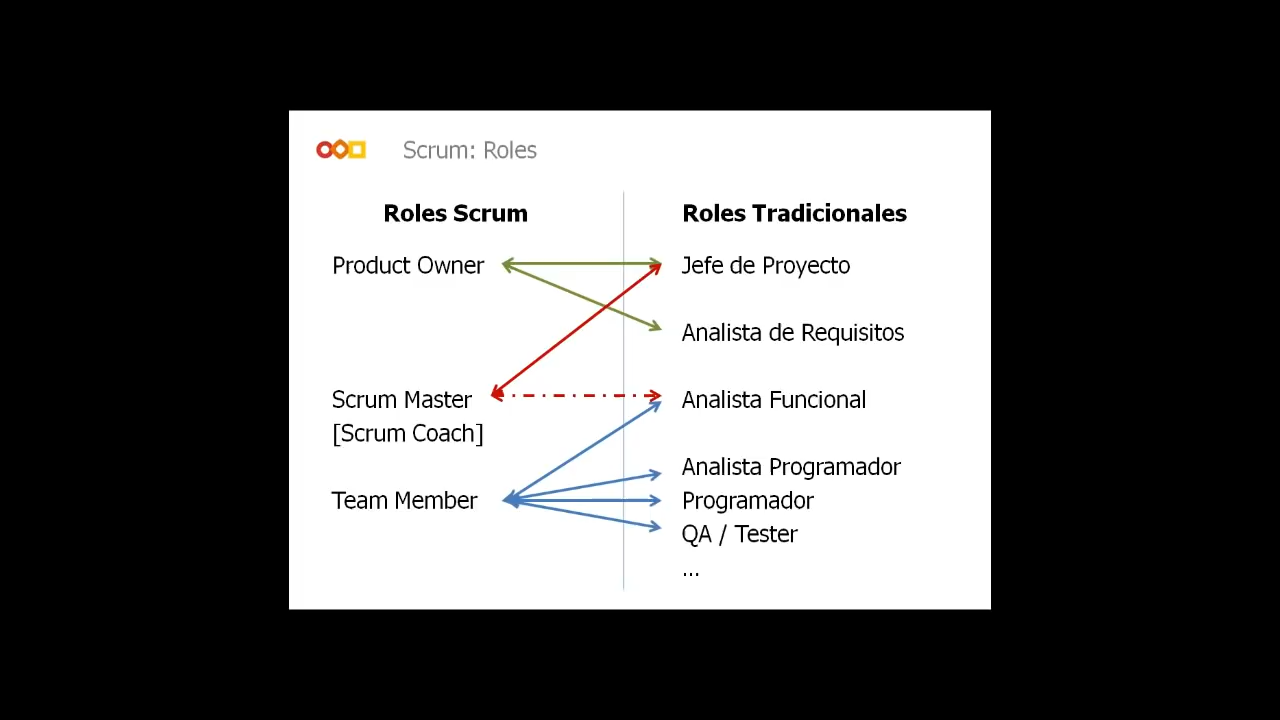 Scrum: Roles
Roles Scrum
Roles Tradicionales
Product Owner
Jefe de Proyecto
Analista de Requisitos
Scrum Master
Analista Funcional
[Scrum Coach]
Analista Programador
Team Member
Programador
QA / Tester
...